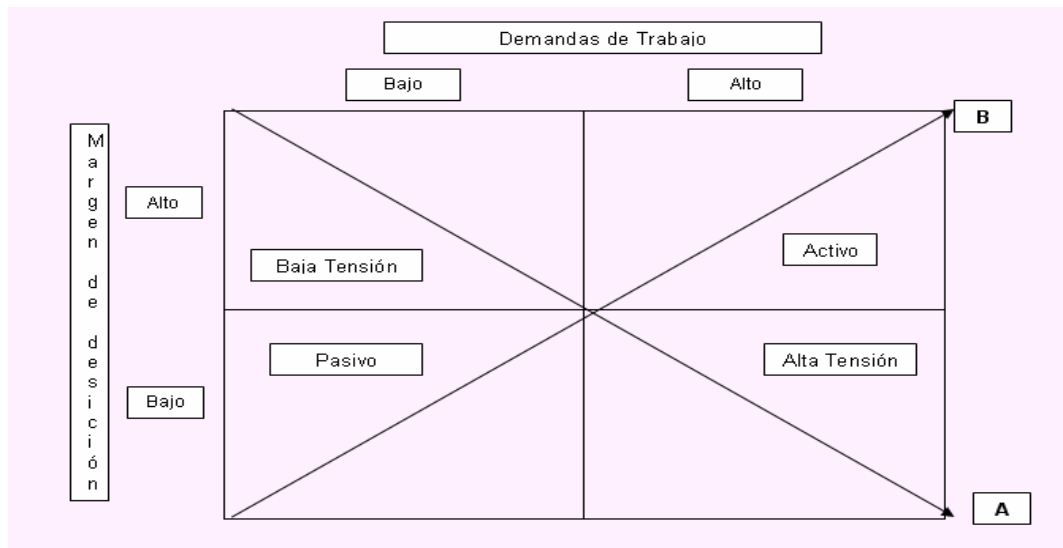 Demandas de Trabajo
Bajo
Alto
B
Margen de desición
Alto
Baja Tensión
Activo
Pasivo
Alta Tensión
Bajo
A